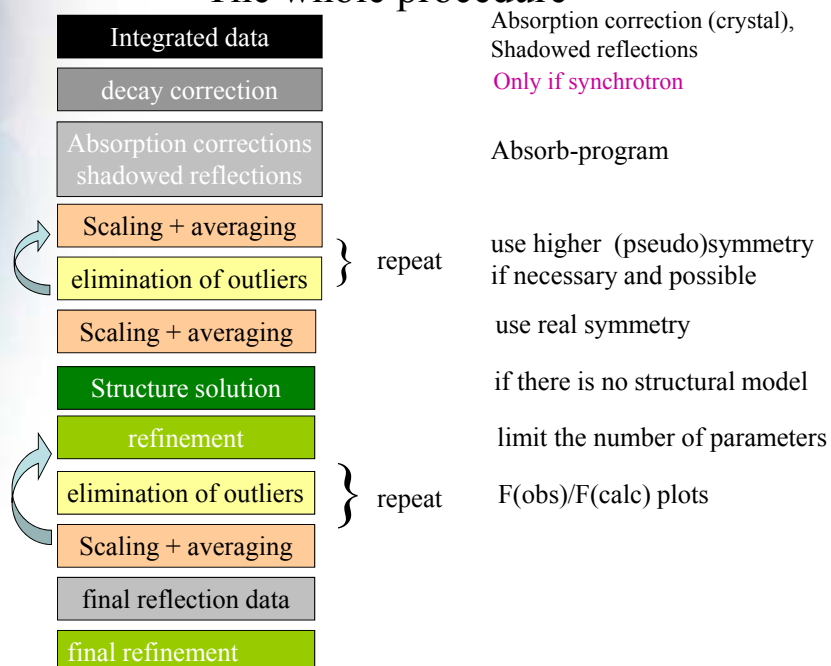 The whole procedure
Integrated data
Absorption correction (crystal),
Shadowed reflections
decay correction
Only if synchrotron
Absorption corrections
shadowed reflections
Absorb-program
Scaling + averaging
elimination of outliers
} repeat
use higher (pseudo)symmetry
if necessary and possible
Scaling + averaging
use real symmetry
Structure solution
if there is no structural model
refinement
limit the number of parameters
elimination of outliers
} repeat
F(obs)/F(calc) plots
Scaling + averaging
final reflection data
final refinement